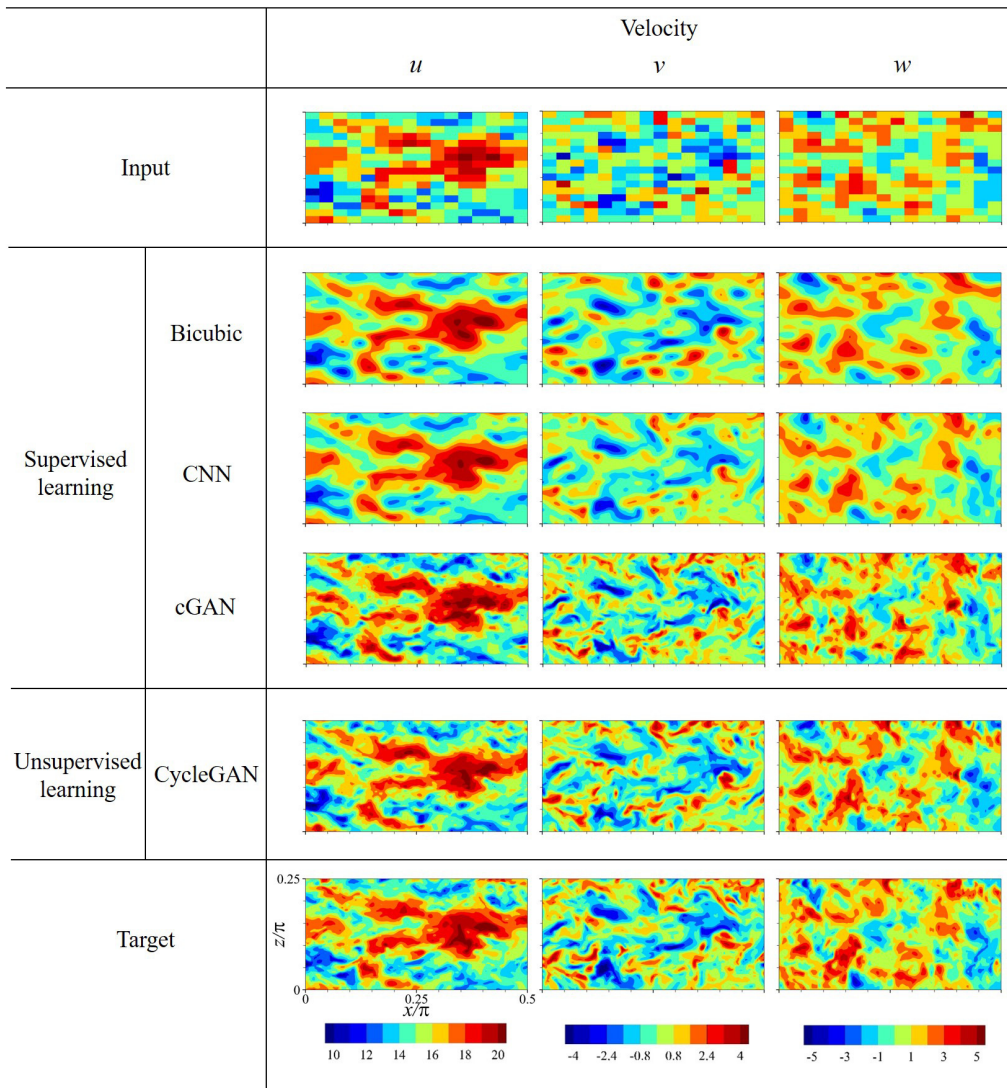 Velocity
u v w
Input
Bicubic
Supervised
learning
CNN
cGAN
Unsupervised
learning
CycleGAN
Target
0.25
z/π
0
0 0.25 0.5
x/π
10 12 14 16 18 20
-4 -2.4 -0.8 0.8 2.4 4
-5 -3 -1 1 3 5